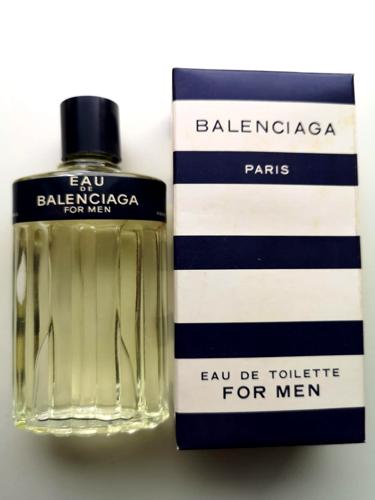 EAU
DE
BALENCIAGA
FOR MEN
BALENCIAGA
PARIS
EAU DE TOILETTE
FOR MEN